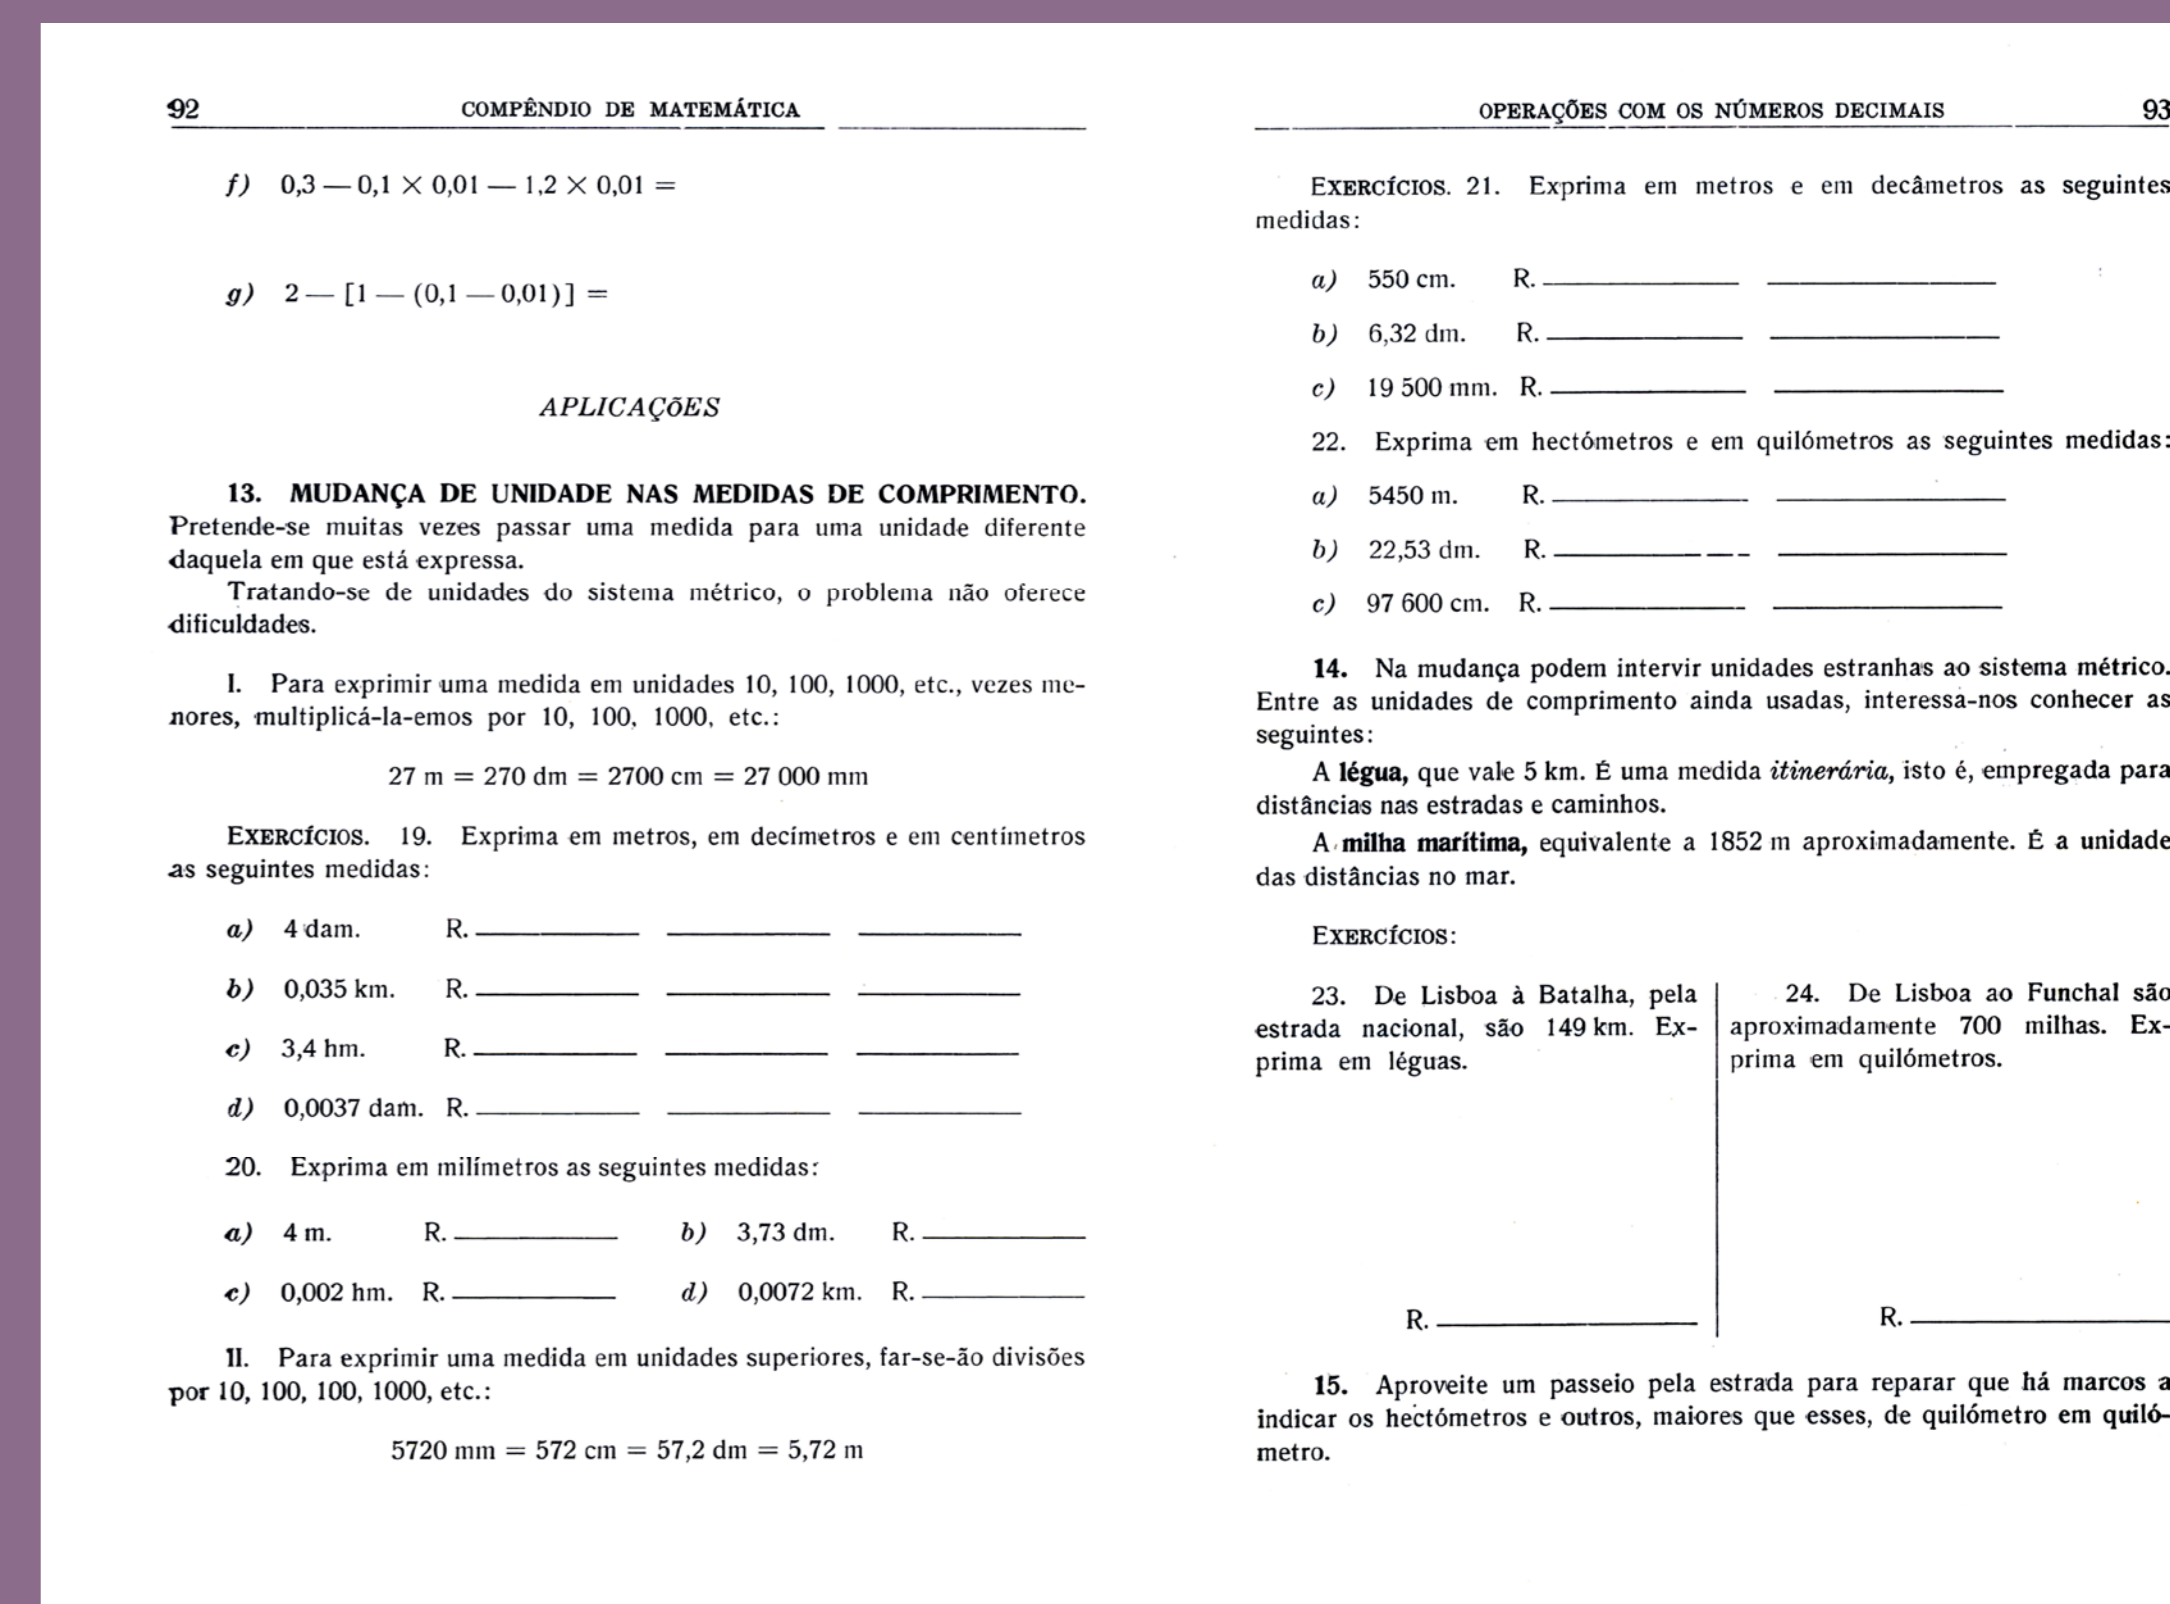 92 COMPÊNDIO DE MATEMÁTICA
f) 0,3 — 0,1 × 0,01 — 1,2 × 0,01 =
g) 2 — [1 — (0,1 — 0,01)] =
APLICAÇÕES
13. MUDANÇA DE UNIDADE NAS MEDIDAS DE COMPRIMENTO.
Pretende-se muitas vezes passar uma medida para uma unidade diferente
daquela em que está expressa.
Tratando-se de unidades do sistema métrico, o problema não oferece
dificuldades.
I. Para exprimir uma medida em unidades 10, 100, 1000, etc., vezes me-
nores, multiplicá-la-emos por 10, 100, 1000, etc.:
27 m = 270 dm = 2700 cm = 27 000 mm
EXERCÍCIOS. 19. Exprima em metros, em decímetros e em centímetros
as seguintes medidas:
a) 4 dam. R.
b) 0,035 km. R.
c) 3,4 hm. R.
d) 0,0037 dam. R.
20. Exprima em milímetros as seguintes medidas:
a) 4 m. R. b) 3,73 dm. R.
c) 0,002 hm. R. d) 0,0072 km. R.
II. Para exprimir uma medida em unidades superiores, far-se-ão divisões
por 10, 100, 100, 1000, etc.:
5720 mm = 572 cm = 57,2 dm = 5,72 m
OPERAÇÕES COM OS NÚMEROS DECIMAIS 93
EXERCÍCIOS. 21. Exprima em metros e em decâmetros as seguintes
medidas:
a) 550 cm. R.
b) 6,32 dm. R.
c) 19 500 mm. R.
22. Exprima em hectómetros e em quilómetros as seguintes medidas:
a) 5450 m. R.
b) 22,53 dm. R.
c) 97 600 cm. R.
14. Na mudança podem intervir unidades estranhas ao sistema métrico.
Entre as unidades de comprimento ainda usadas, interessa-nos conhecer as
seguintes:
A légua, que vale 5 km. É uma medida itinerária, isto é, empregada para
distâncias nas estradas e caminhos.
A milha marítima, equivalente a 1852 m aproximadamente. É a unidade
das distâncias no mar.
EXERCÍCIOS:
23. De Lisboa à Batalha, pela
estrada nacional, são 149 km. Ex-
prima em léguas.
R.
24. De Lisboa ao Funchal são
aproximadamente 700 milhas. Ex-
prima em quilómetros.
R.
15. Aproveite um passeio pela estrada para reparar que há marcos a
indicar os hectómetros e outros, maiores que esses, de quilómetro em quiló-
metro.